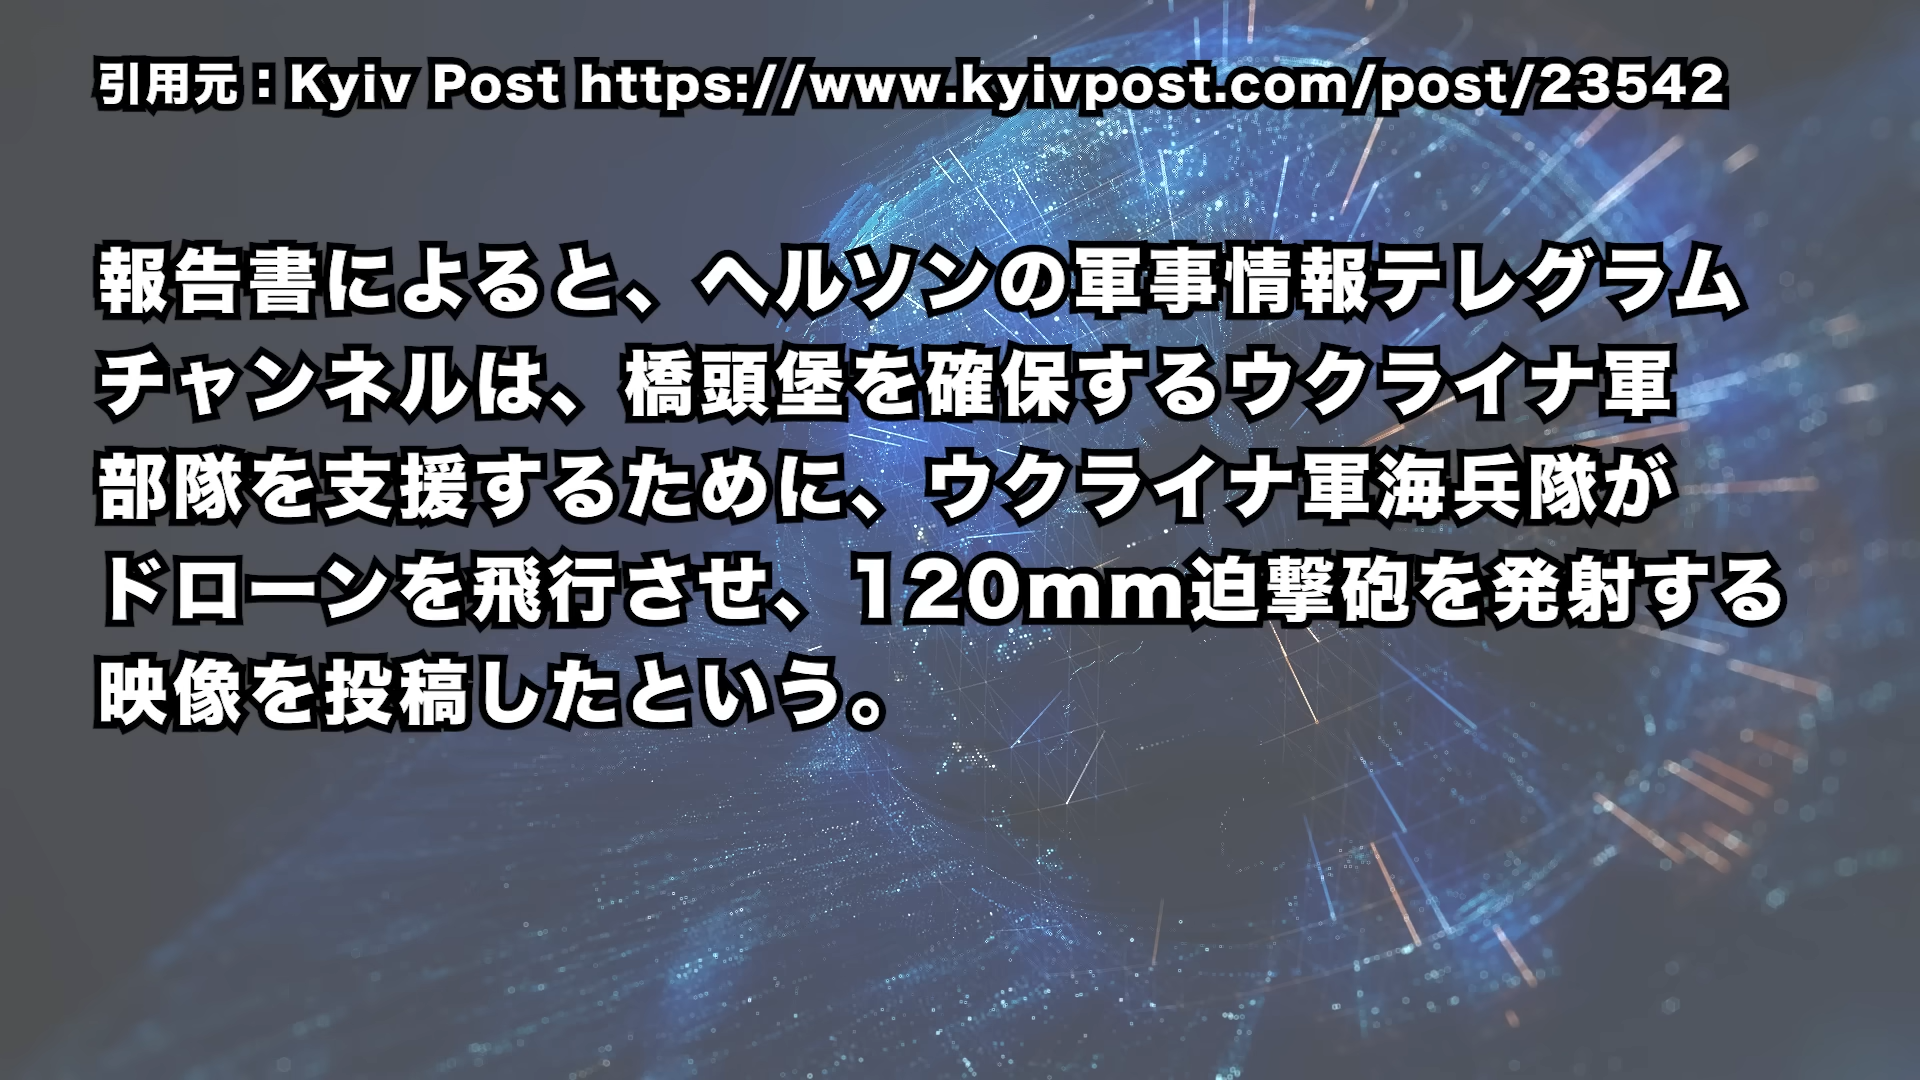 引用元：Kyiv Post https://www.kyivpost.com/post/23542
報告書によると、ヘルソンの軍事情報テレグラム
チャンネルは、橋頭堡を確保するウクライナ軍
部隊を支援するために、ウクライナ軍海兵隊が
ドローンを飛行させ、120mm迫撃砲を発射する
映像を投稿したという。